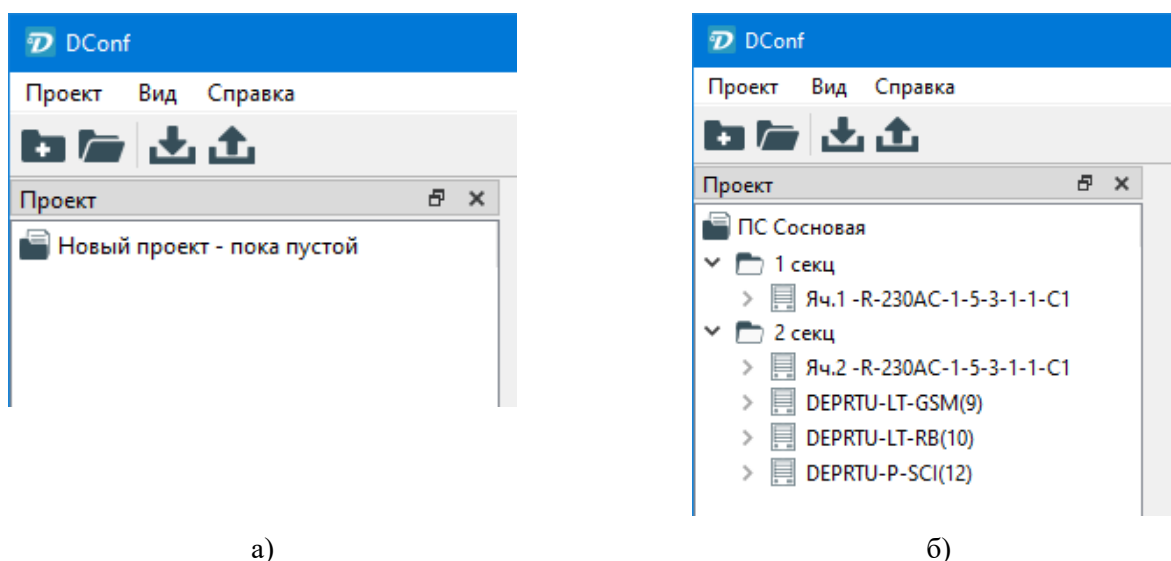 DConf
Проект Вид Справка
Проект
Новый проект - пока пустой
а)
DConf
Проект Вид Справка
Проект
ПС Сосновая
1 секц
Яч.1 -R-230AC-1-5-3-1-1-C1
2 секц
Яч.2 -R-230AC-1-5-3-1-1-C1
DEPRTU-LT-GSM(9)
DEPRTU-LT-RB(10)
DEPRTU-P-SCI(12)
б)